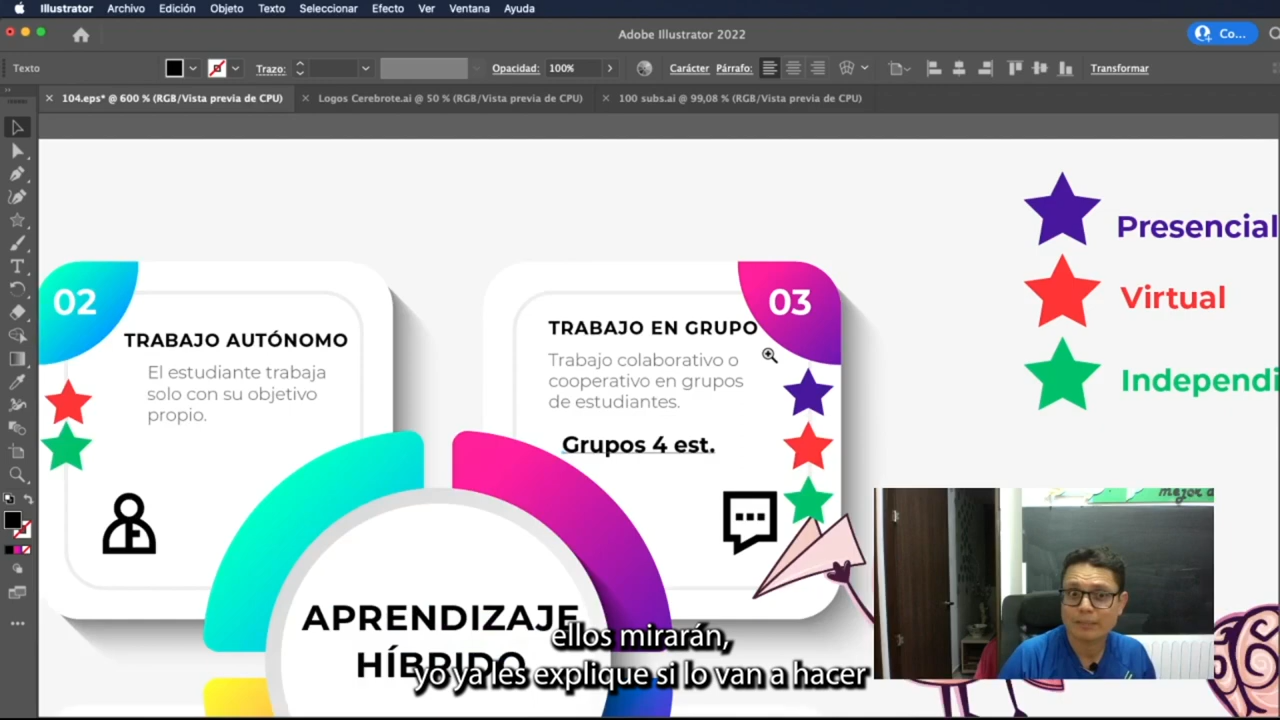 Illustrator Archivo Edición Objeto Texto Seleccionar Efecto Ver Ventana Ayuda
Adobe Illustrator 2022
Co...
Texto Trazo: Opacidad: 100% Carácter Párrafo: Transformar
104.eps* @ 600 % (RGB/Vista previa de CPU) Logos Cerebrote.ai @ 50 % (RGB/Vista previa de CPU) 100 subs.ai @ 99,08 % (RGB/Vista previa de CPU)
Presencial
Virtual
Independi
02
TRABAJO AUTÓNOMO
El estudiante trabaja
solo con su objetivo
propio.
03
TRABAJO EN GRUPO
Trabajo colaborativo o
cooperativo en grupos
de estudiantes.
Grupos 4 est.
APRENDIZAJE
HÍBRIDO
mejor
ellos mirarán,
yo ya les explique si lo van a hacer